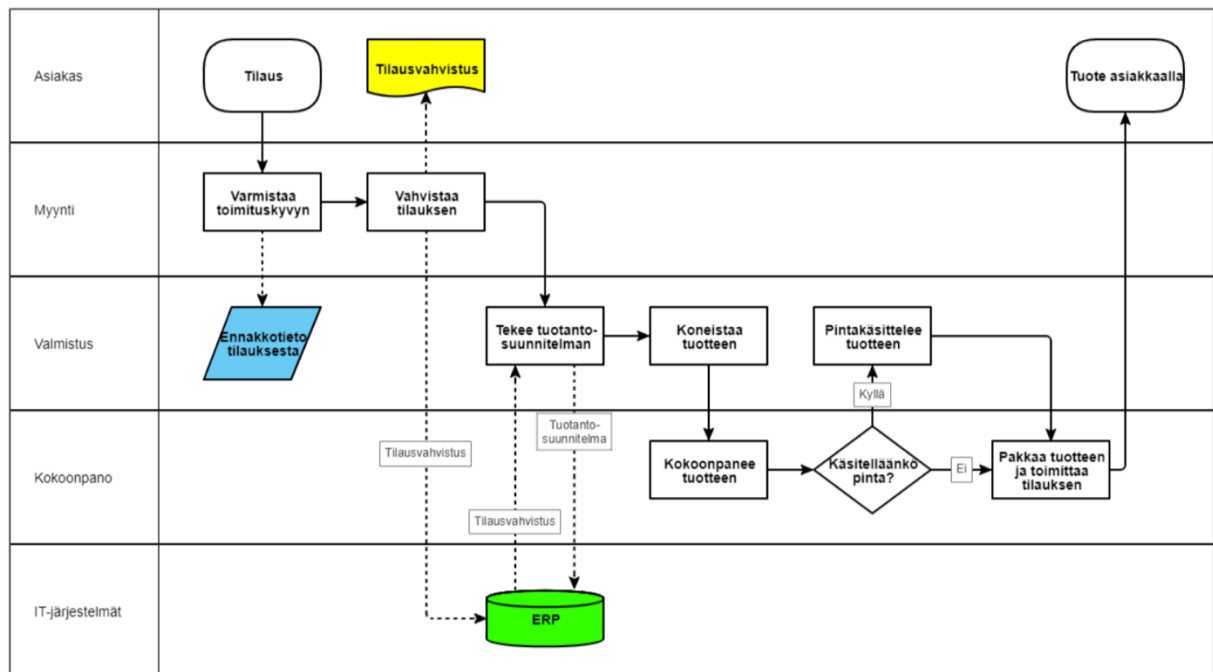 Asiakas
Tilaus
Tilausvahvistus
Tuote asiakkaalla
Myynti
Varmistaa
toimituskyvyn
Vahvistaa
tilauksen
Valmistus
Ennakkotieto
tilauksesta
Tekee tuotanto-
suunnitelman
Koneistaa
tuotteen
Pintakäsittelee
tuotteen
Kyllä
Kokoonpano
Tilausvahvistus
Tuotanto-
suunnitelma
Kokoonpanee
tuotteen
Käsitelläänkö
pinta?
Ei
Pakkaa tuotteen
ja toimittaa
tilauksen
Tilausvahvistus
IT-järjestelmät
ERP